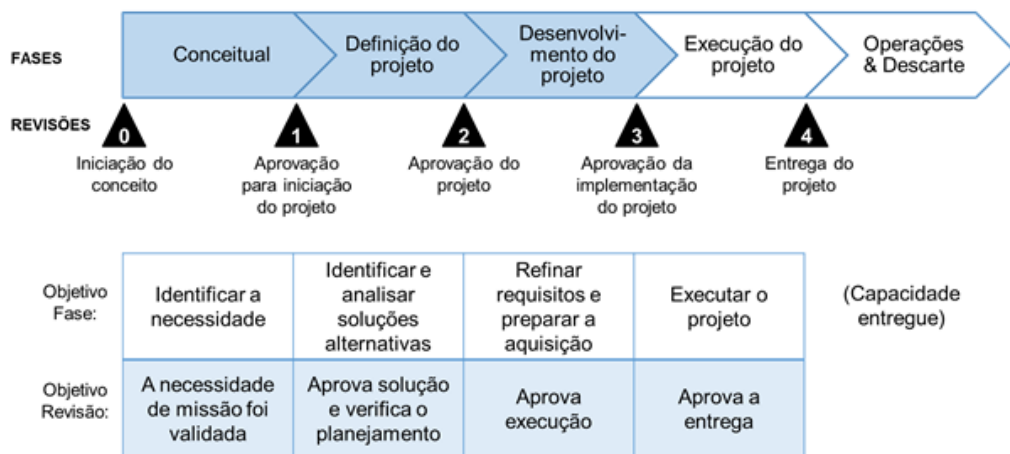 FASES
Conceitual
Definição do
projeto
Desenvolvi-
mento do
projeto
Execução do
projeto
Operações
& Descarte
REVISÕES
0
Iniciação do
conceito
1
Aprovação
para iniciação
do projeto
2
Aprovação do
projeto
3
Aprovação da
implementação
do projeto
4
Entrega do
projeto
Objetivo
Fase:
Identificar a
necessidade
Identificar e
analisar
soluções
alternativas
Refinar
requisitos e
preparar a
aquisição
Executar o
projeto
(Capacidade
entregue)
Objetivo
Revisão:
A necessidade
de missão foi
validada
Aprova solução
e verifica o
planejamento
Aprova
execução
Aprova a
entrega